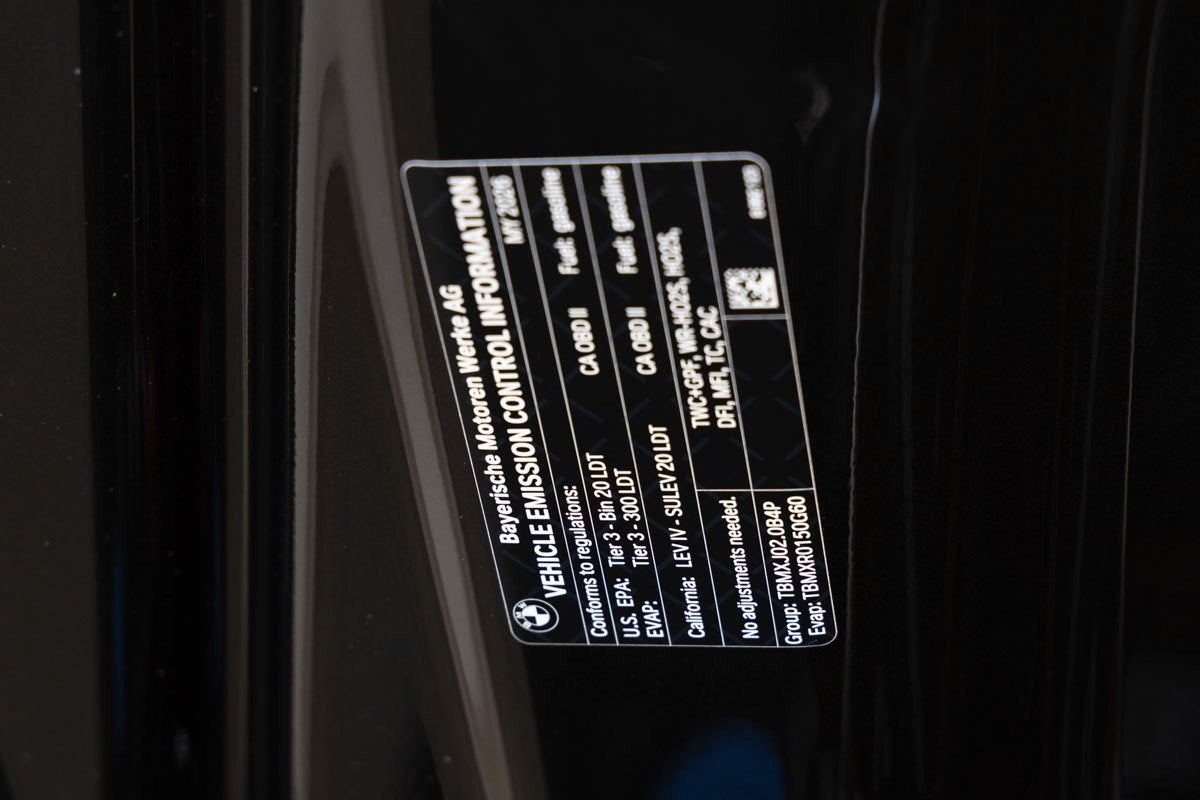 Bayerische Motoren Werke AG
VEHICLE EMISSION CONTROL INFORMATION
MY 2026
Conforms to regulations:
U.S. EPA: Tier 3 - Bin 20 LDT CA OBD II Fuel: gasoline
EVAP: Tier 3 - 300 LDT
California: LEV IV - SULEV 20 LDT CA OBD II Fuel: gasoline
No adjustments needed.
TWC+GPF, WR-HO2S, HO2S,
DFI, MFI, TC, CAC
Group: TBMXJ02.0B4P
Evap: TBMXR0150G60